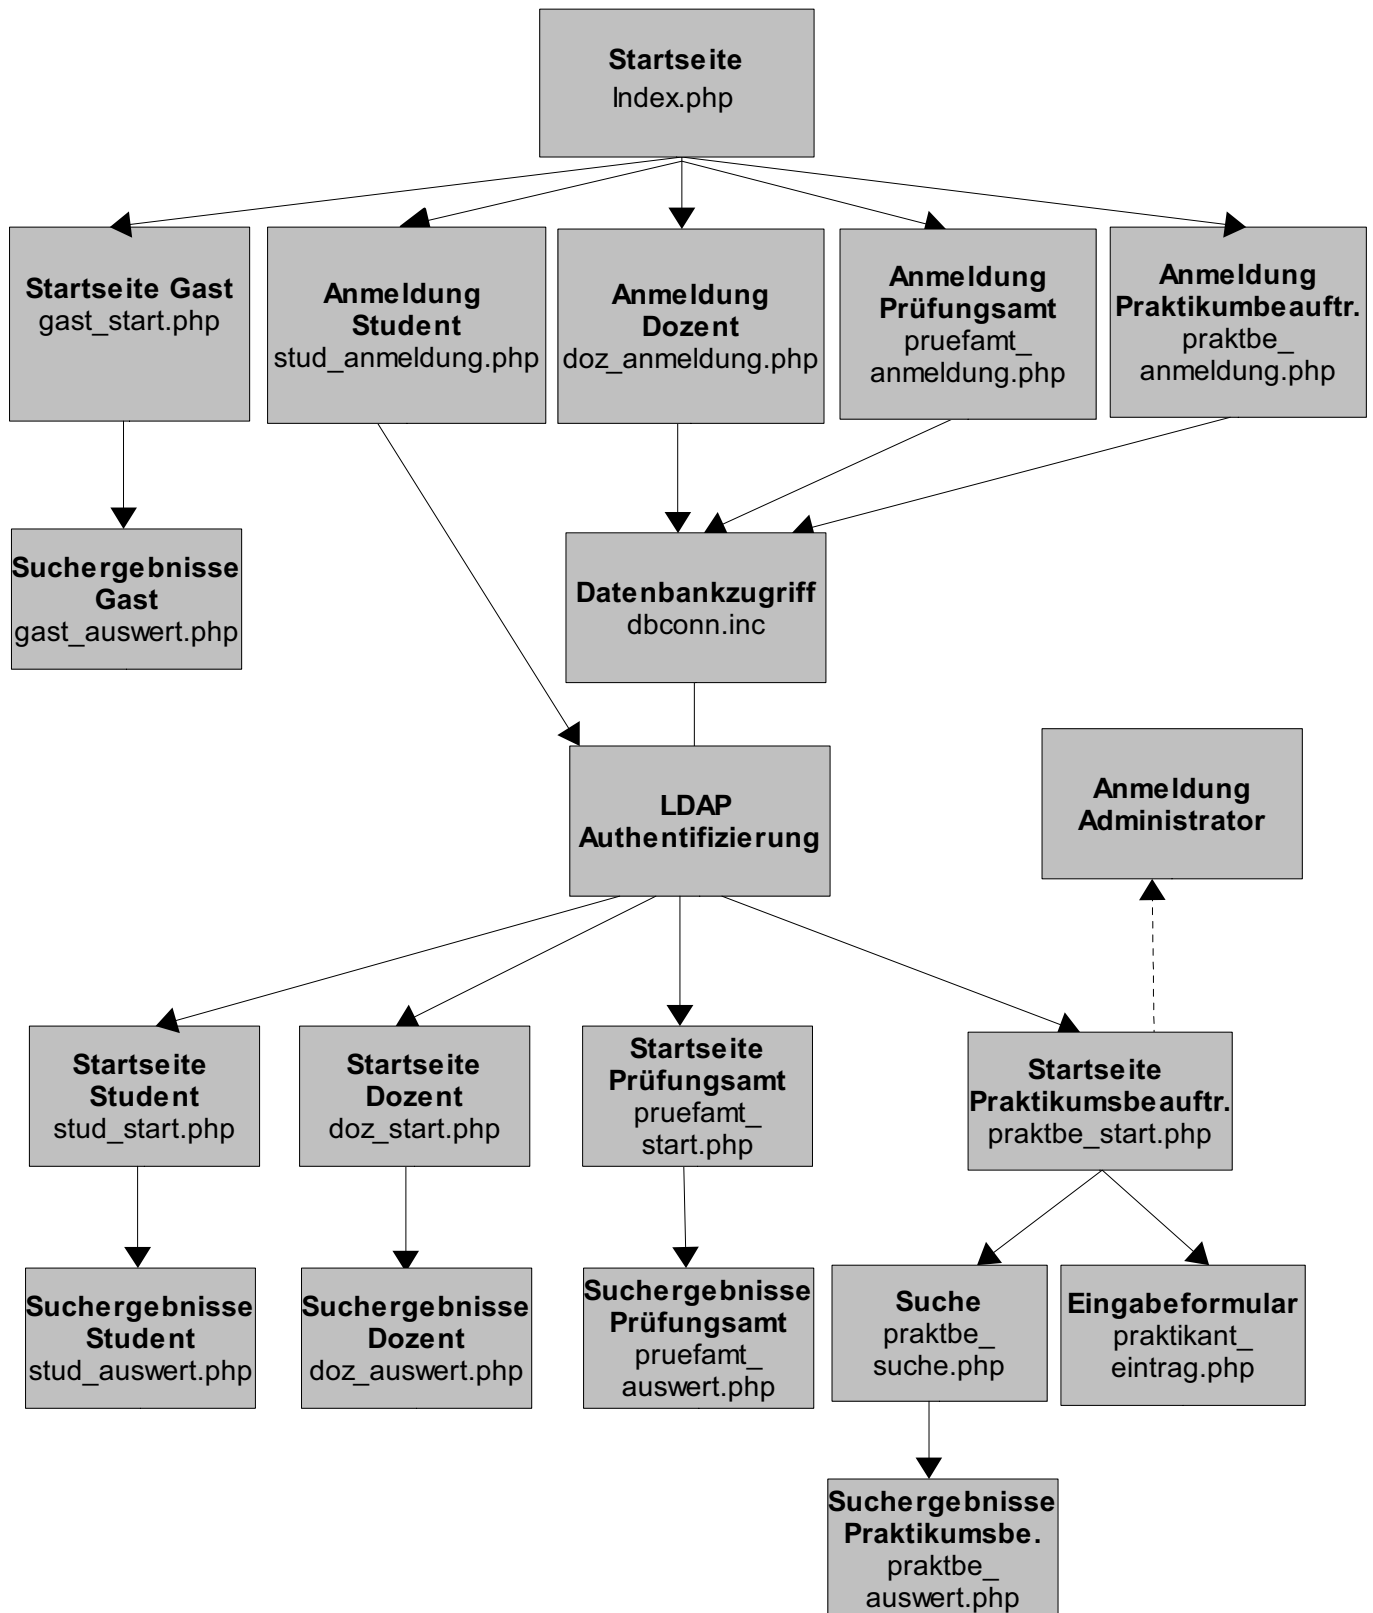 Startseite
Index.php
Startseite Gast
gast_start.php
Anmeldung
Student
stud_anmeldung.php
Anmeldung
Dozent
doz_anmeldung.php
Anmeldung
Prüfungsamt
pruefamt_
anmeldung.php
Anmeldung
Praktikumbeauftr.
praktbe_
anmeldung.php
Suchergebnisse
Gast
gast_auswert.php
Datenbankzugriff
dbconn.inc
LDAP
Authentifizierung
Anmeldung
Administrator
Startseite
Student
stud_start.php
Startseite
Dozent
doz_start.php
Startseite
Prüfungsamt
pruefamt_
start.php
Startseite
Praktikumsbeauftr.
praktbe_start.php
Suchergebnisse
Student
stud_auswert.php
Suchergebnisse
Dozent
doz_auswert.php
Suchergebnisse
Prüfungsamt
pruefamt_
auswert.php
Suche
praktbe_
suche.php
Eingabeformular
praktikant_
eintrag.php
Suchergebnisse
Praktikumsbe.
praktbe_
auswert.php